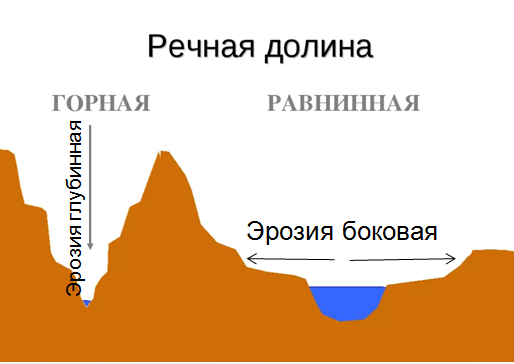 Речная долина
ГОРНАЯ
РАВНИННАЯ
Эрозия глубинная
Эрозия боковая